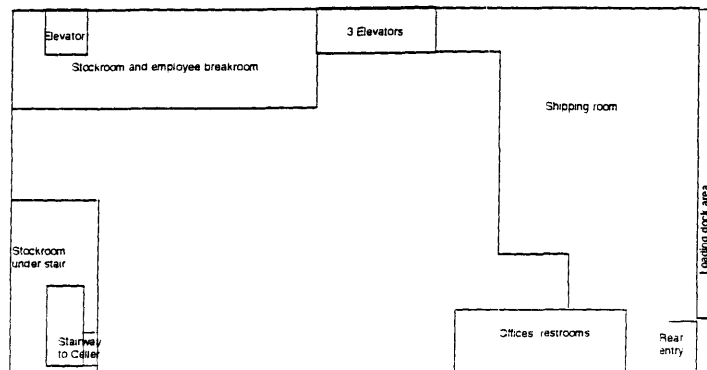 Elevator
3 Elevators
Stockroom and employee breakroom
Shipping room
Loading dock area
Stockroom
under stair
Stairway
to Celler
Offices restrooms
Rear
entry